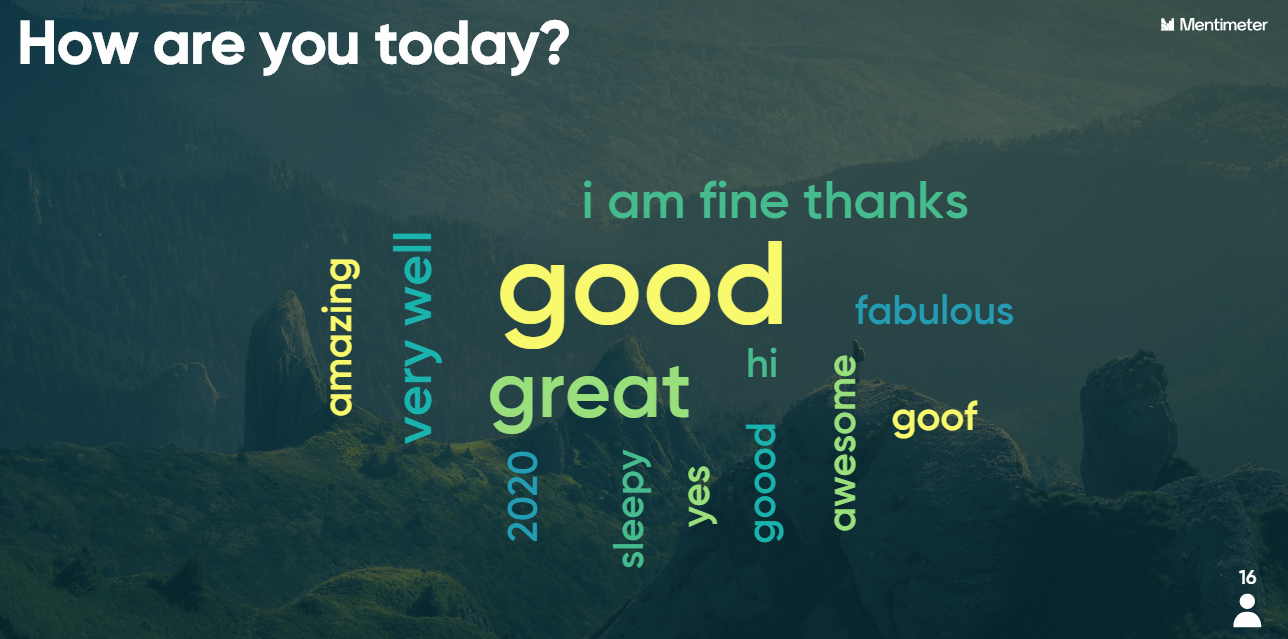 How are you today?
Mentimeter
i am fine thanks
good
amazing
very well
fabulous
great
hi
awesome
goof
2020
sleepy
yes
goood
16